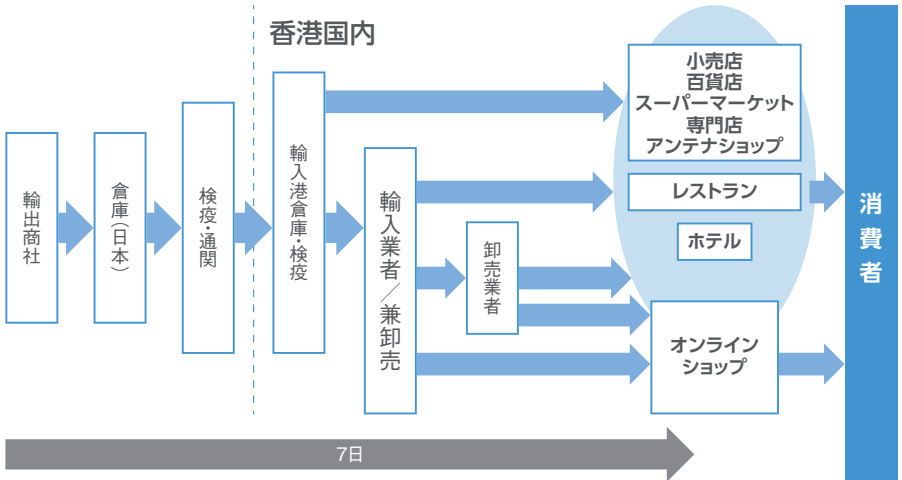 香港国内
輸出商社
倉庫（日本）
検疫・通関
輸入港倉庫・検疫
輸入業者／兼卸売
卸売業者
小売店
百貨店
スーパーマーケット
専門店
アンテナショップ
レストラン
ホテル
オンライン
ショップ
消費者
7日